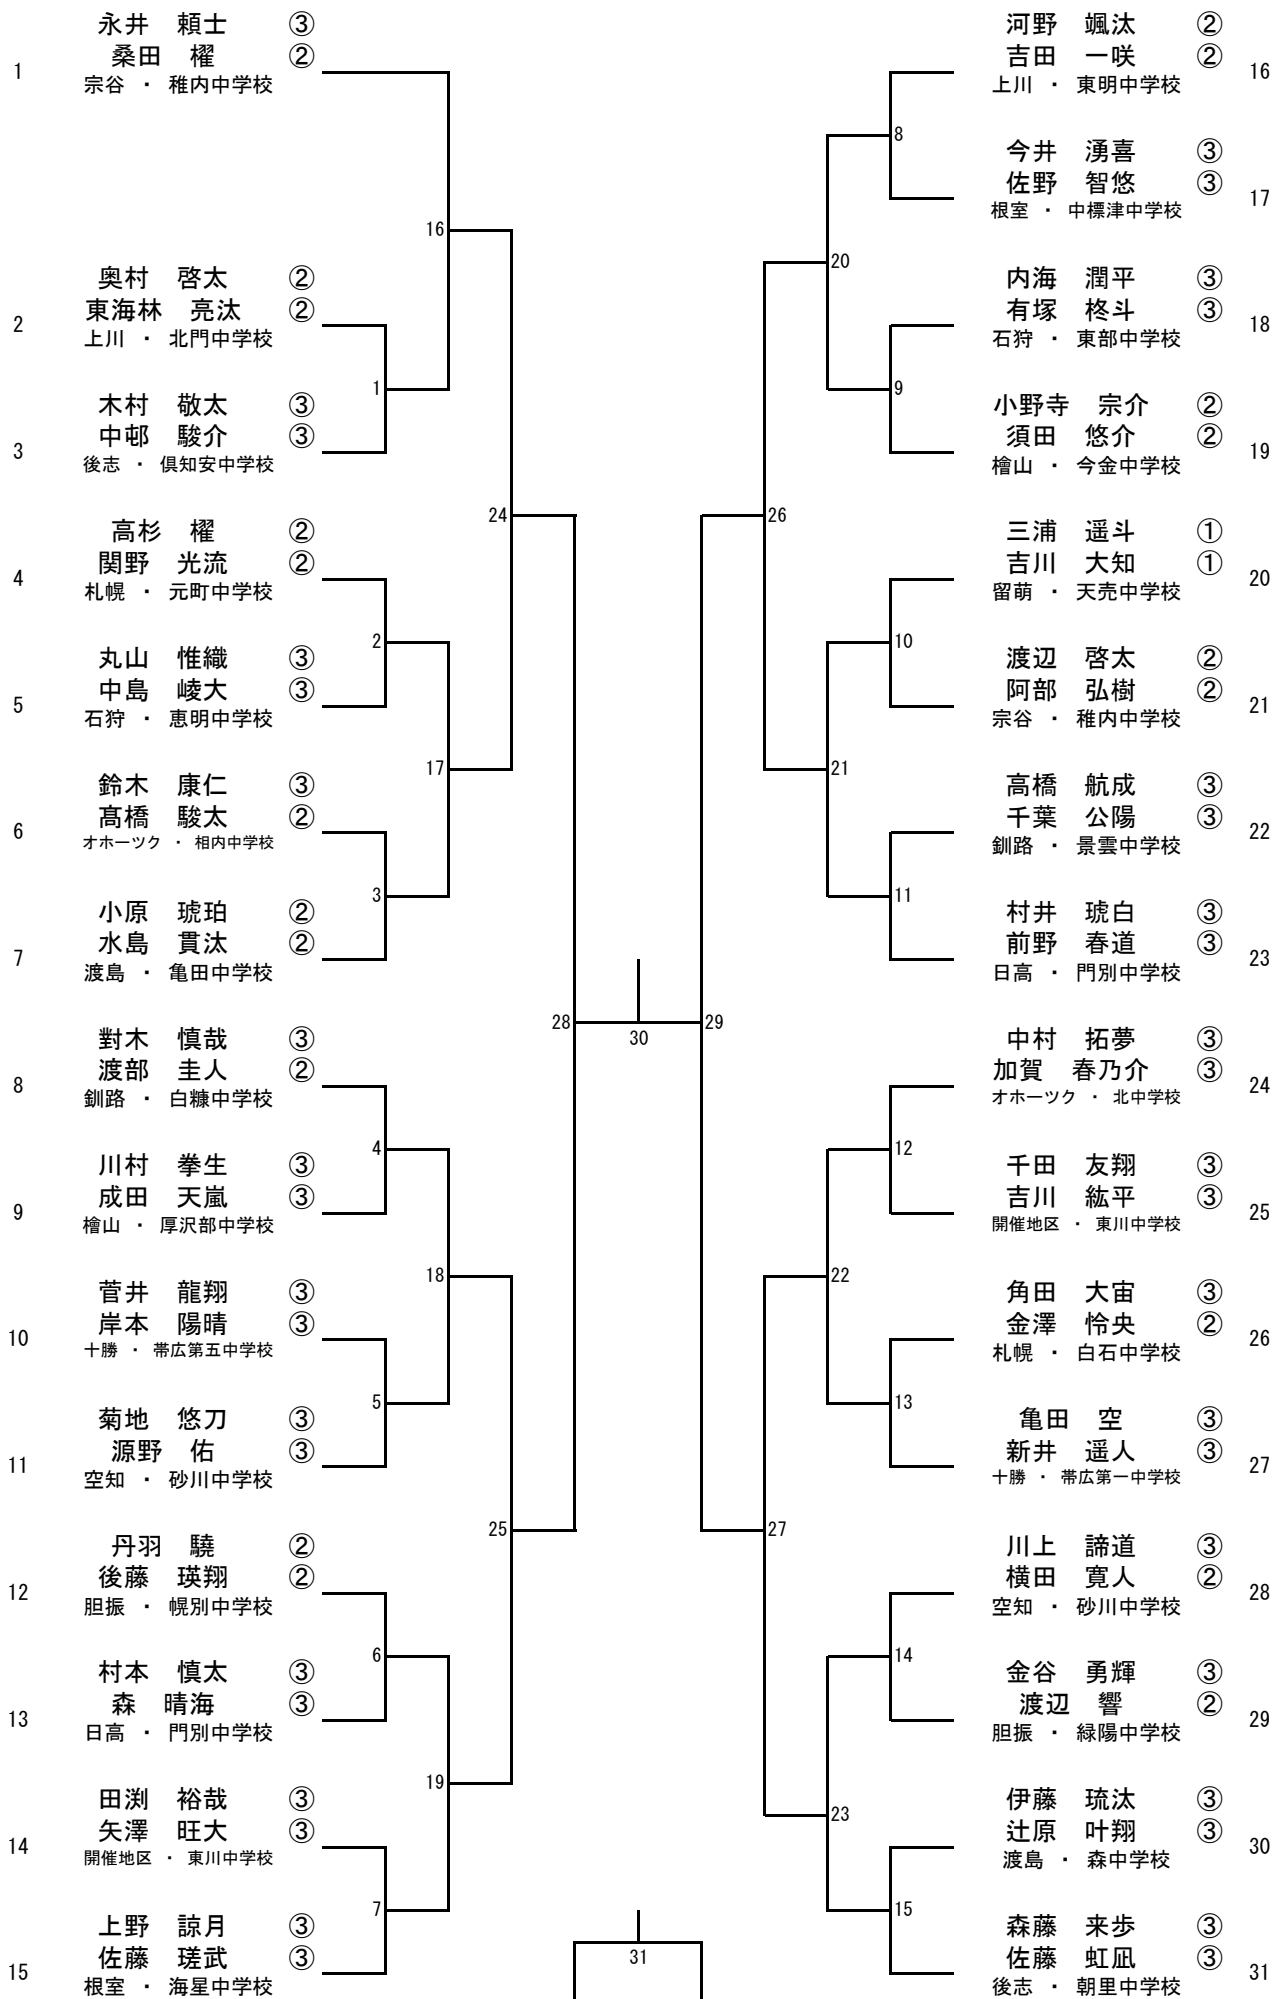 永井　頼士　③
桑田　櫂　②
1
宗谷 ・ 稚内中学校
奥村　啓太　②
東海林　亮汰　②
2
上川 ・ 北門中学校
木村　敬太　③
中邨　駿介　③
3
後志 ・ 倶知安中学校
高杉　櫂　②
関野　光流　②
4
札幌 ・ 元町中学校
丸山　惟織　③
中島　崚大　③
5
石狩 ・ 恵明中学校
鈴木　康仁　③
髙橋　駿太　②
6
オホーツク ・ 相内中学校
小原　琥珀　②
水島　貫汰　②
7
渡島 ・ 亀田中学校
對木　慎哉　③
渡部　圭人　②
8
釧路 ・ 白糠中学校
川村　拳生　③
成田　天嵐　③
9
檜山 ・ 厚沢部中学校
菅井　龍翔　③
岸本　陽晴　③
10
十勝 ・ 帯広第五中学校
菊地　悠刀　③
源野　佑　③
11
空知 ・ 砂川中学校
丹羽　驍　②
後藤　瑛翔　②
12
胆振 ・ 幌別中学校
村本　慎太　③
森　晴海　③
13
日高 ・ 門別中学校
田渕　裕哉　③
矢澤　旺大　③
14
開催地区 ・ 東川中学校
上野　諒月　③
佐藤　瑳武　③
15
根室 ・ 海星中学校
1
2
3
4
5
6
7
16
17
18
19
24
25
28
30
31
29
26
27
20
21
22
23
8
9
10
11
12
13
14
15
河野　颯汰　②
吉田　一咲　②
16
上川 ・ 東明中学校
今井　湧喜　③
佐野　智悠　③
17
根室 ・ 中標津中学校
内海　潤平　③
有塚　柊斗　③
18
石狩 ・ 東部中学校
小野寺　宗介　②
須田　悠介　②
19
檜山 ・ 今金中学校
三浦　遥斗　①
吉川　大知　①
20
留萌 ・ 天売中学校
渡辺　啓太　②
阿部　弘樹　②
21
宗谷 ・ 稚内中学校
高橋　航成　③
千葉　公陽　③
22
釧路 ・ 景雲中学校
村井　琥白　③
前野　春道　③
23
日高 ・ 門別中学校
中村　拓夢　③
加賀　春乃介　③
24
オホーツク ・ 北中学校
千田　友翔　③
吉川　紘平　③
25
開催地区 ・ 東川中学校
角田　大宙　③
金澤　怜央　②
26
札幌 ・ 白石中学校
亀田　空　③
新井　遥人　③
27
十勝 ・ 帯広第一中学校
川上　諦道　③
横田　寛人　②
28
空知 ・ 砂川中学校
金谷　勇輝　③
渡辺　響　②
29
胆振 ・ 緑陽中学校
伊藤　琉汰　③
辻原　叶翔　③
30
渡島 ・ 森中学校
森藤　来歩　③
佐藤　虹凪　③
31
後志 ・ 朝里中学校